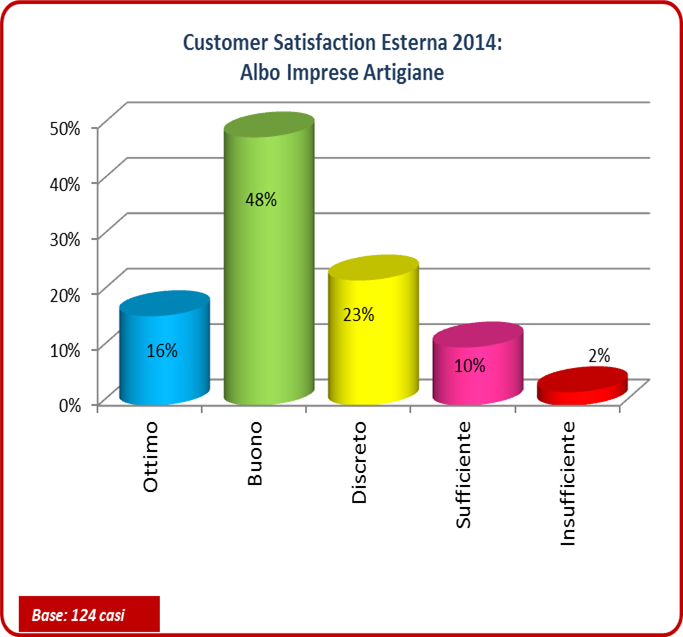 Customer Satisfaction Esterna 2014:
Albo Imprese Artigiane
50%
40%
30%
20%
10%
0%
16%
48%
23%
10%
2%
Ottimo
Buono
Discreto
Sufficiente
Insufficiente
Base: 124 casi